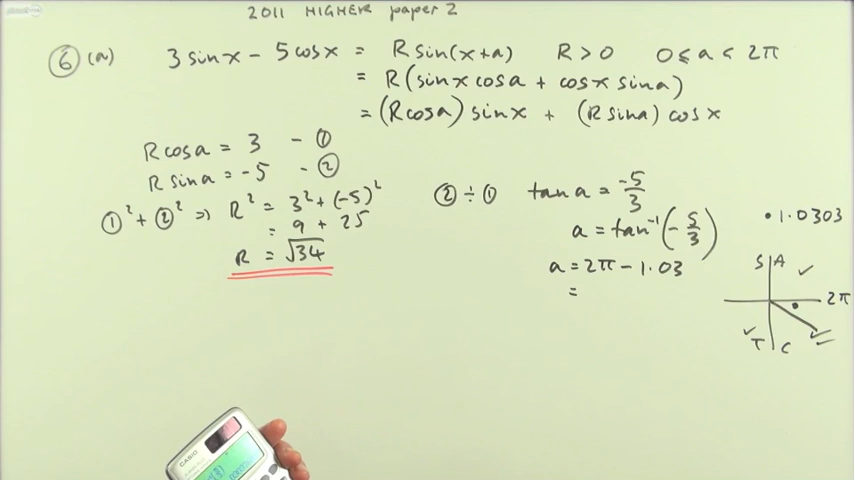 2011 HIGHER paper 2
6 (a) 3 sin x - 5 cos x = R sin(x+a) R > 0 0 ≤ a < 2π
= R(sin x cos a + cos x sin a)
= (R cos a) sin x + (R sin a) cos x
R cos a = 3 - ①
R sin a = -5 - ②
①² + ②² ⇒ R² = 3² + (-5)²
= 9 + 25
R = √34
② ÷ ① tan a = -5/3
a = tan⁻¹(-5/3)
• 1.0303
a = 2π - 1.03
=
S A ✓
2π
✓ T C ✓
CASIO